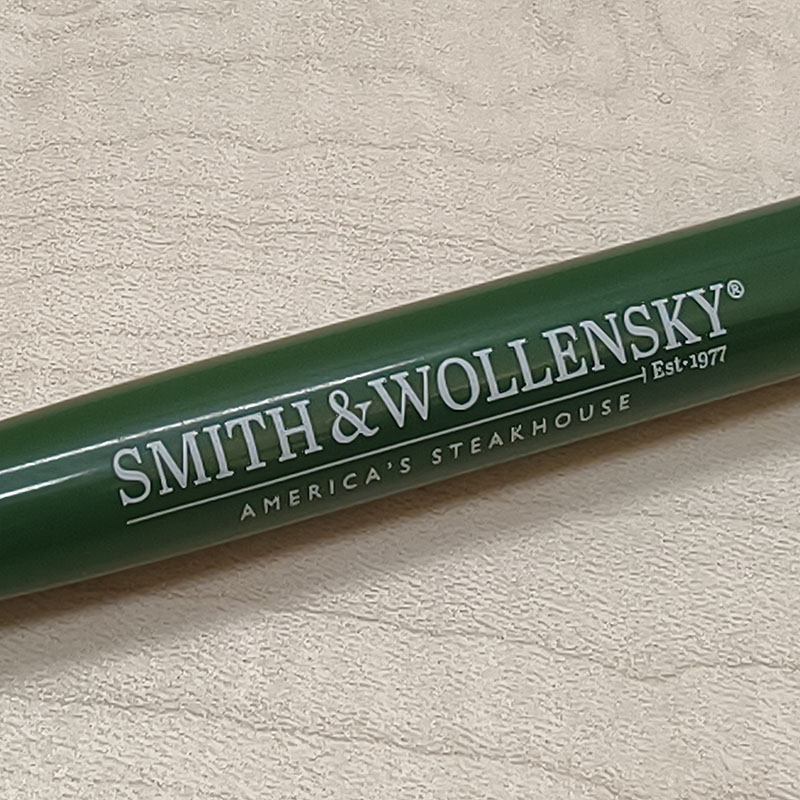 SMITH & WOLLENSKY®
Est•1977
AMERICA'S STEAKHOUSE